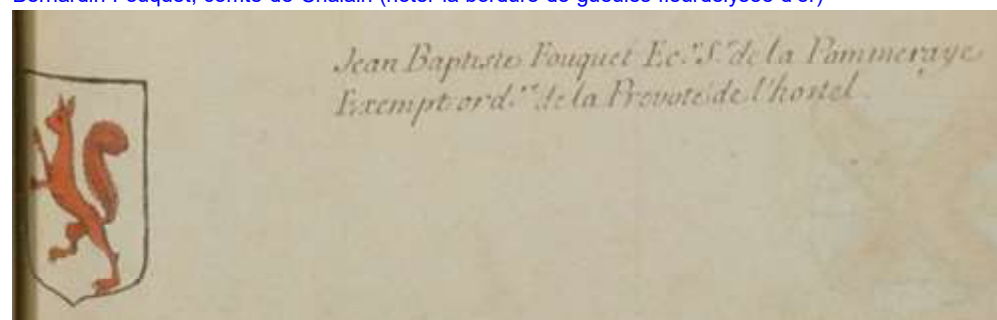 Bernardin Fouquet, comte de Chalain (noter la bordure de gueules fleurdelysée d'or)
Jean Baptiste Fouquet Ec.r S.r de la Pommeraye
Exempt ord.re de la Prevote de l'hostel